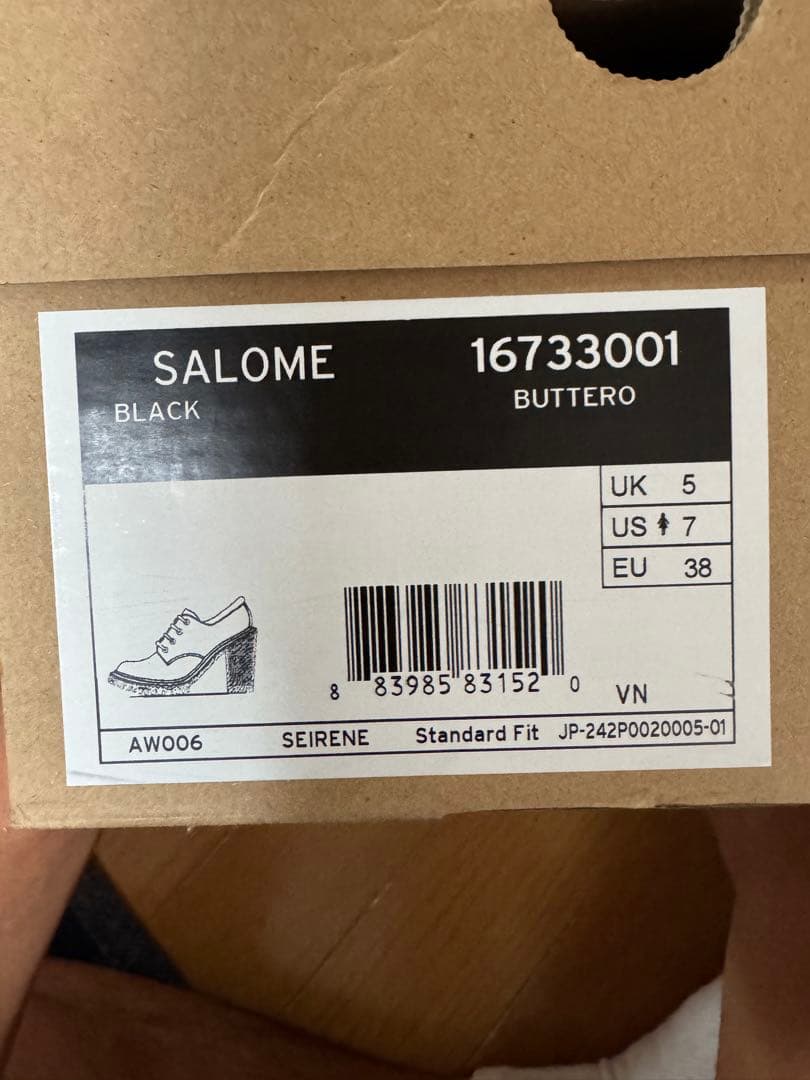 SALOME 16733001
BLACK BUTTERO
UK 5
US 7
EU 38
8 83985 83152 0
VN
AW006 SEIRENE Standard Fit JP-242P0020005-01